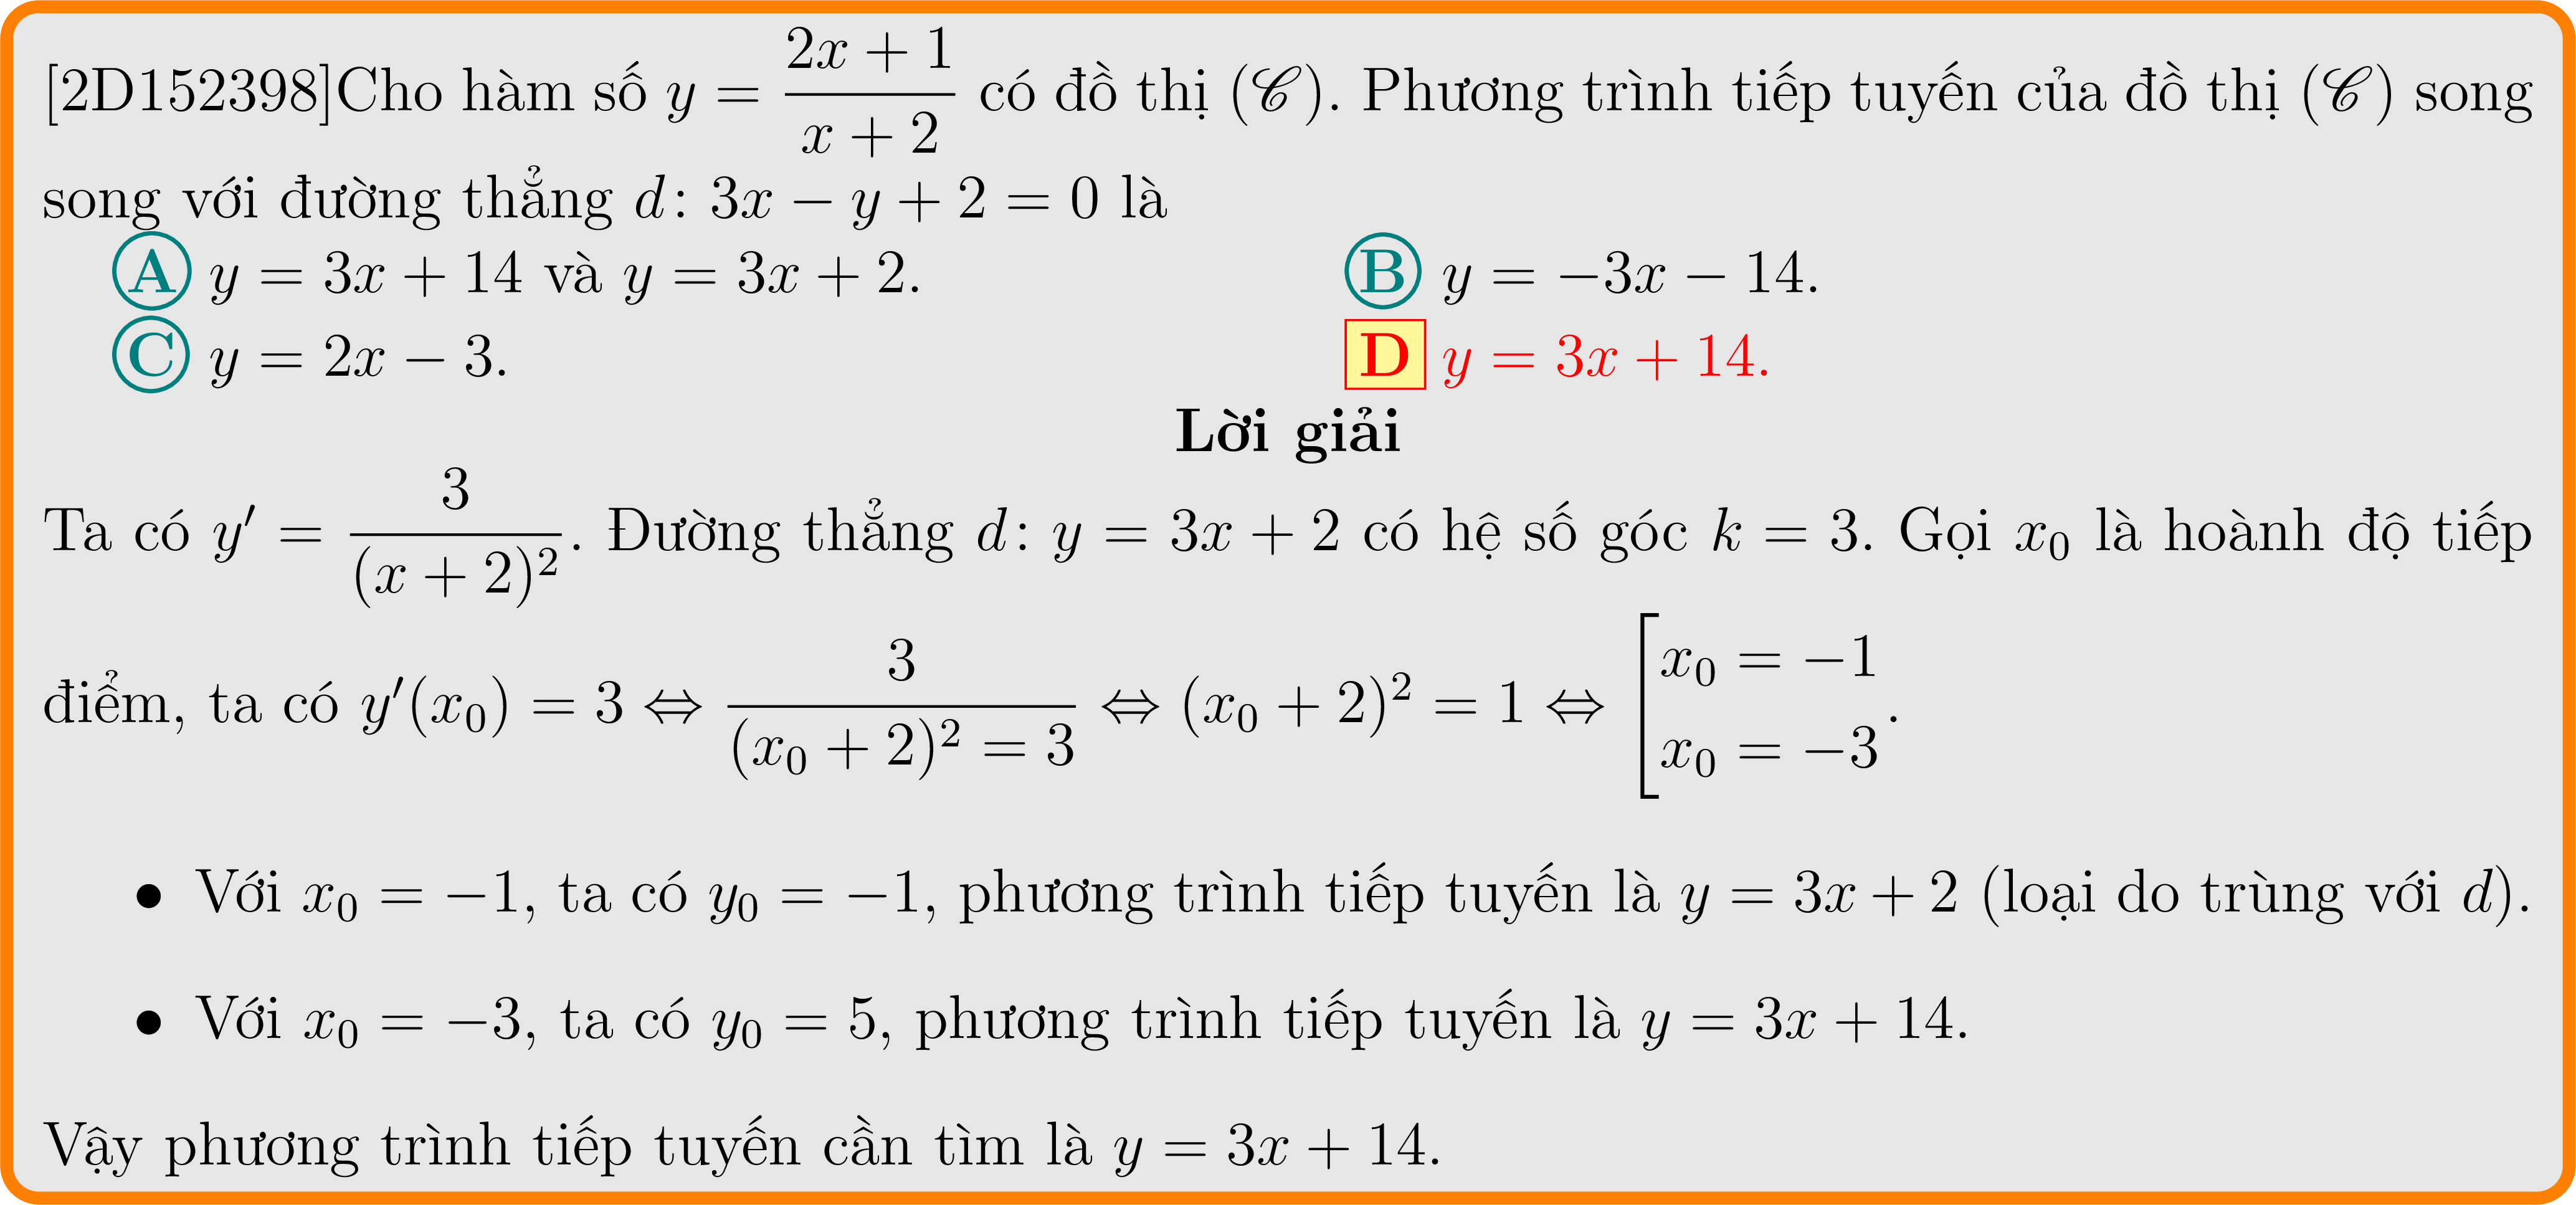 [2D152398]Cho hàm số $y = \dfrac{2x+1}{x+2}$ có đồ thị $(\mathscr{C})$. Phương trình tiếp tuyến của đồ thị $(\mathscr{C})$ song
song với đường thẳng $d\colon 3x - y + 2 = 0$ là
A $y = 3x + 14$ và $y = 3x + 2$. B $y = -3x - 14$.
C $y = 2x - 3$. D $y = 3x + 14$.
Lời giải
Ta có $y' = \dfrac{3}{(x+2)^2}$. Đường thẳng $d\colon y = 3x + 2$ có hệ số góc $k = 3$. Gọi $x_0$ là hoành độ tiếp
điểm, ta có $y'(x_0) = 3 \Leftrightarrow \dfrac{3}{(x_0+2)^2 = 3} \Leftrightarrow (x_0+2)^2 = 1 \Leftrightarrow \left[\begin{array}{l} x_0 = -1 \\ x_0 = -3 \end{array}\right.$.
• Với $x_0 = -1$, ta có $y_0 = -1$, phương trình tiếp tuyến là $y = 3x + 2$ (loại do trùng với $d$).
• Với $x_0 = -3$, ta có $y_0 = 5$, phương trình tiếp tuyến là $y = 3x + 14$.
Vậy phương trình tiếp tuyến cần tìm là $y = 3x + 14$.